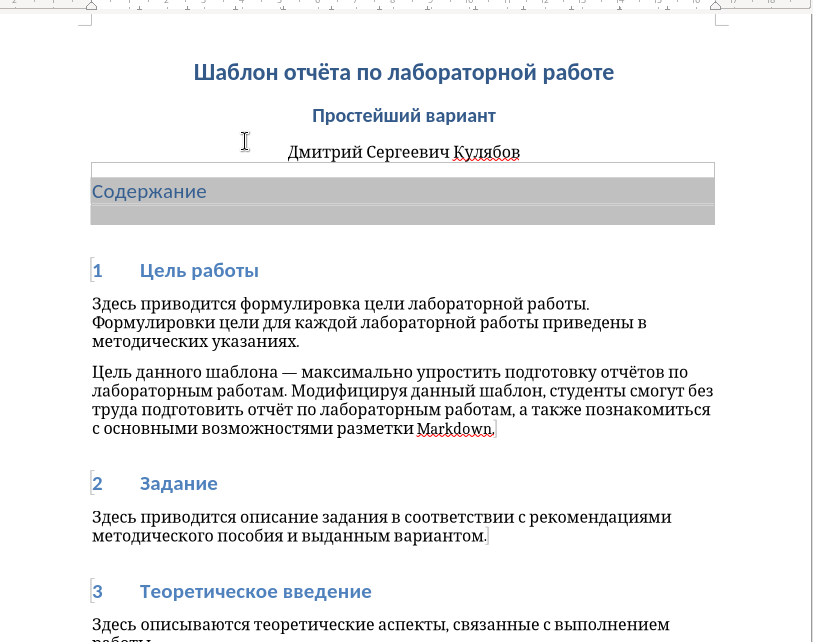 Шаблон отчёта по лабораторной работе
Простейший вариант
Дмитрий Сергеевич Кулябов
Содержание
1 Цель работы
Здесь приводится формулировка цели лабораторной работы.
Формулировки цели для каждой лабораторной работы приведены в
методических указаниях.
Цель данного шаблона — максимально упростить подготовку отчётов по
лабораторным работам. Модифицируя данный шаблон, студенты смогут без
труда подготовить отчёт по лабораторным работам, а также познакомиться
с основными возможностями разметки Markdown.
2 Задание
Здесь приводится описание задания в соответствии с рекомендациями
методического пособия и выданным вариантом.
3 Теоретическое введение
Здесь описываются теоретические аспекты, связанные с выполнением